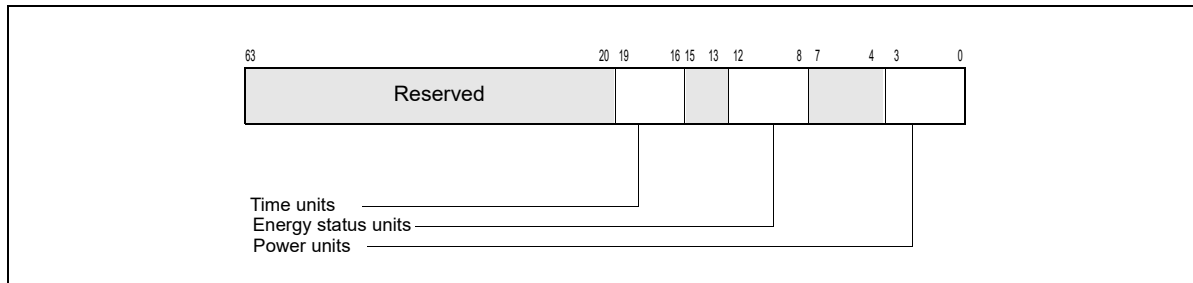 63 20 19 16 15 13 12 8 7 4 3 0
Reserved
Time units
Energy status units
Power units